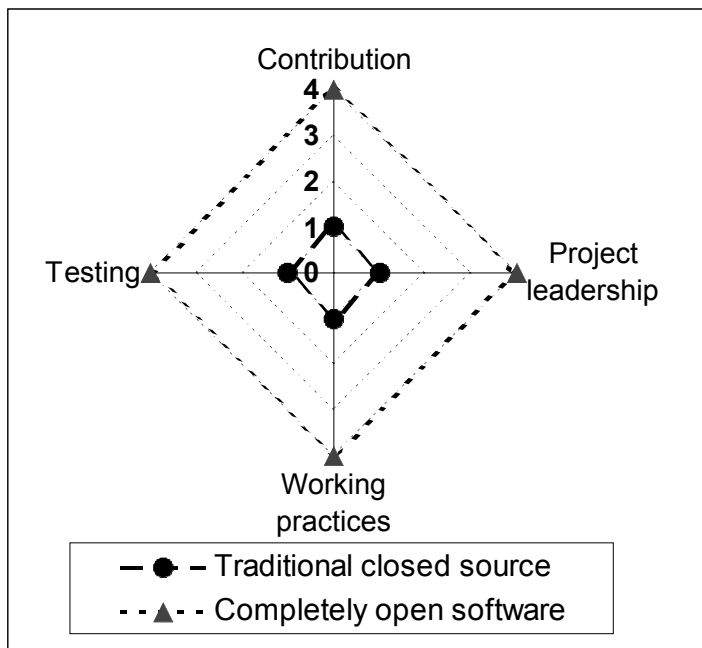 Contribution
4
3
2
1
0
Testing
Project
leadership
Working
practices
Traditional closed source
Completely open software